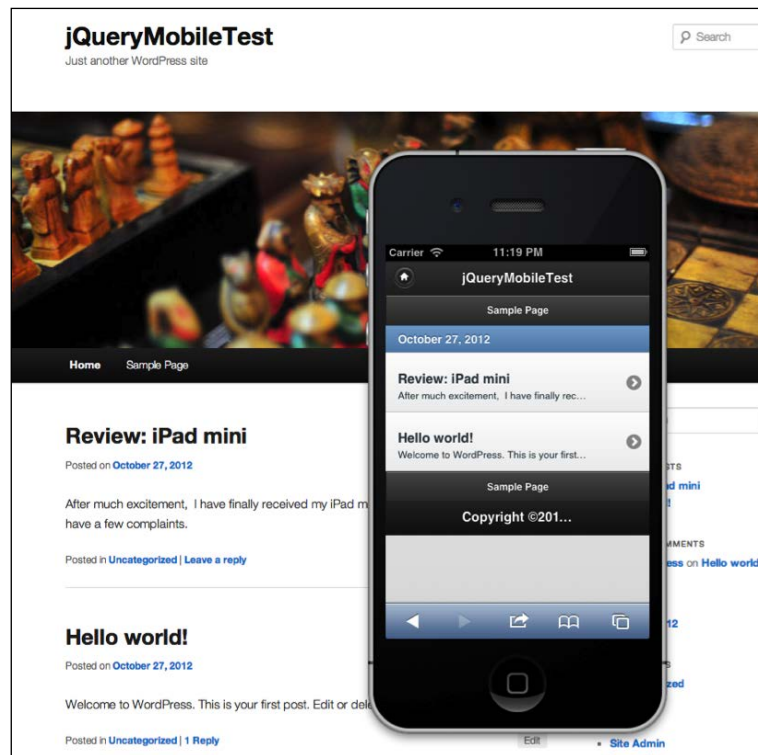 jQueryMobileTest
Just another WordPress site
Search
Home Sample Page
Review: iPad mini
Posted on October 27, 2012
After much excitement, I have finally received my iPad
have a few complaints.
Posted in Uncategorized | Leave a reply
Hello world!
Posted on October 27, 2012
Welcome to WordPress. This is your first post. Edit or
Posted in Uncategorized | 1 Reply
Edit
Carrier 11:19 PM
jQueryMobileTest
Sample Page
October 27, 2012
Review: iPad mini
After much excitement, I have finally rec...
Hello world!
Welcome to WordPress. This is your first...
Sample Page
Copyright ©201...
mini
on Hello world
12
Site Admin